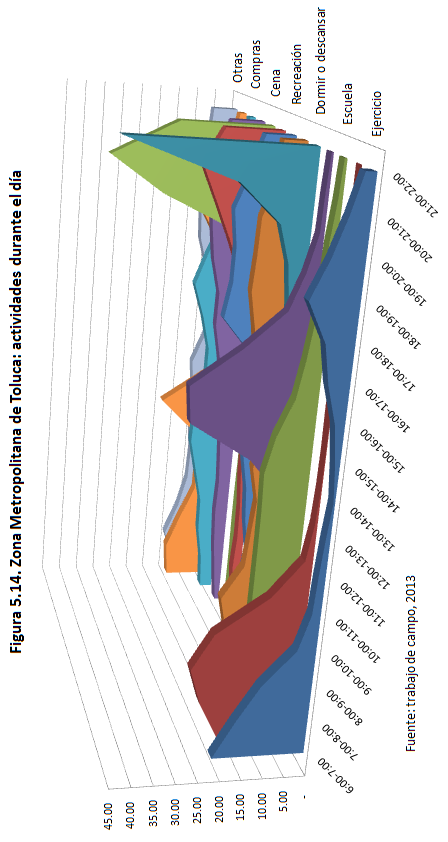 Figura 5.14. Zona Metropolitana de Toluca: actividades durante el día
45.00
40.00
35.00
30.00
25.00
20.00
15.00
10.00
5.00
-
6:00-7:00
7:00-8:00
8:00-9:00
9:00-10:00
10:00-11:00
11:00-12:00
12:00-13:00
13:00-14:00
14:00-15:00
15:00-16:00
16:00-17:00
17:00-18:00
18:00-19:00
19:00-20:00
20:00-21:00
21:00-22:00
Otras
Compras
Cena
Recreación
Dormir o descansar
Escuela
Ejercicio
Fuente: trabajo de campo, 2013